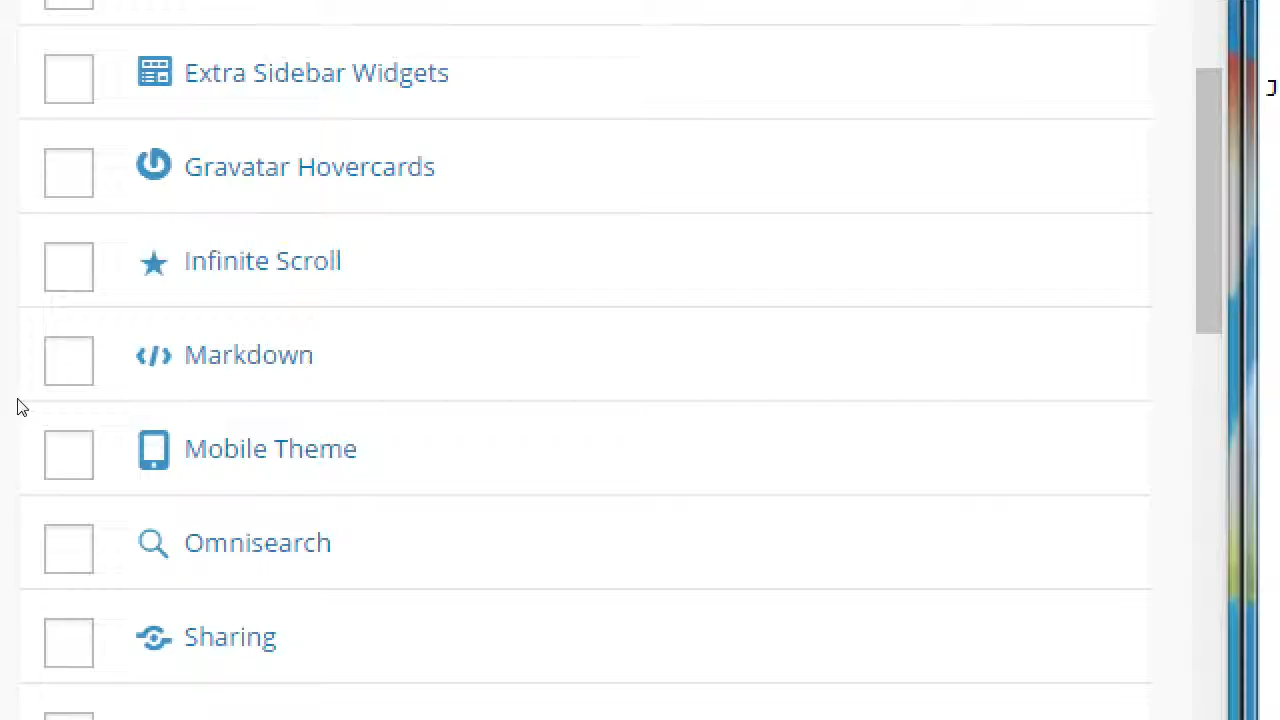 Extra Sidebar Widgets
J
Gravatar Hovercards
Infinite Scroll
Markdown
Mobile Theme
Omnisearch
Sharing